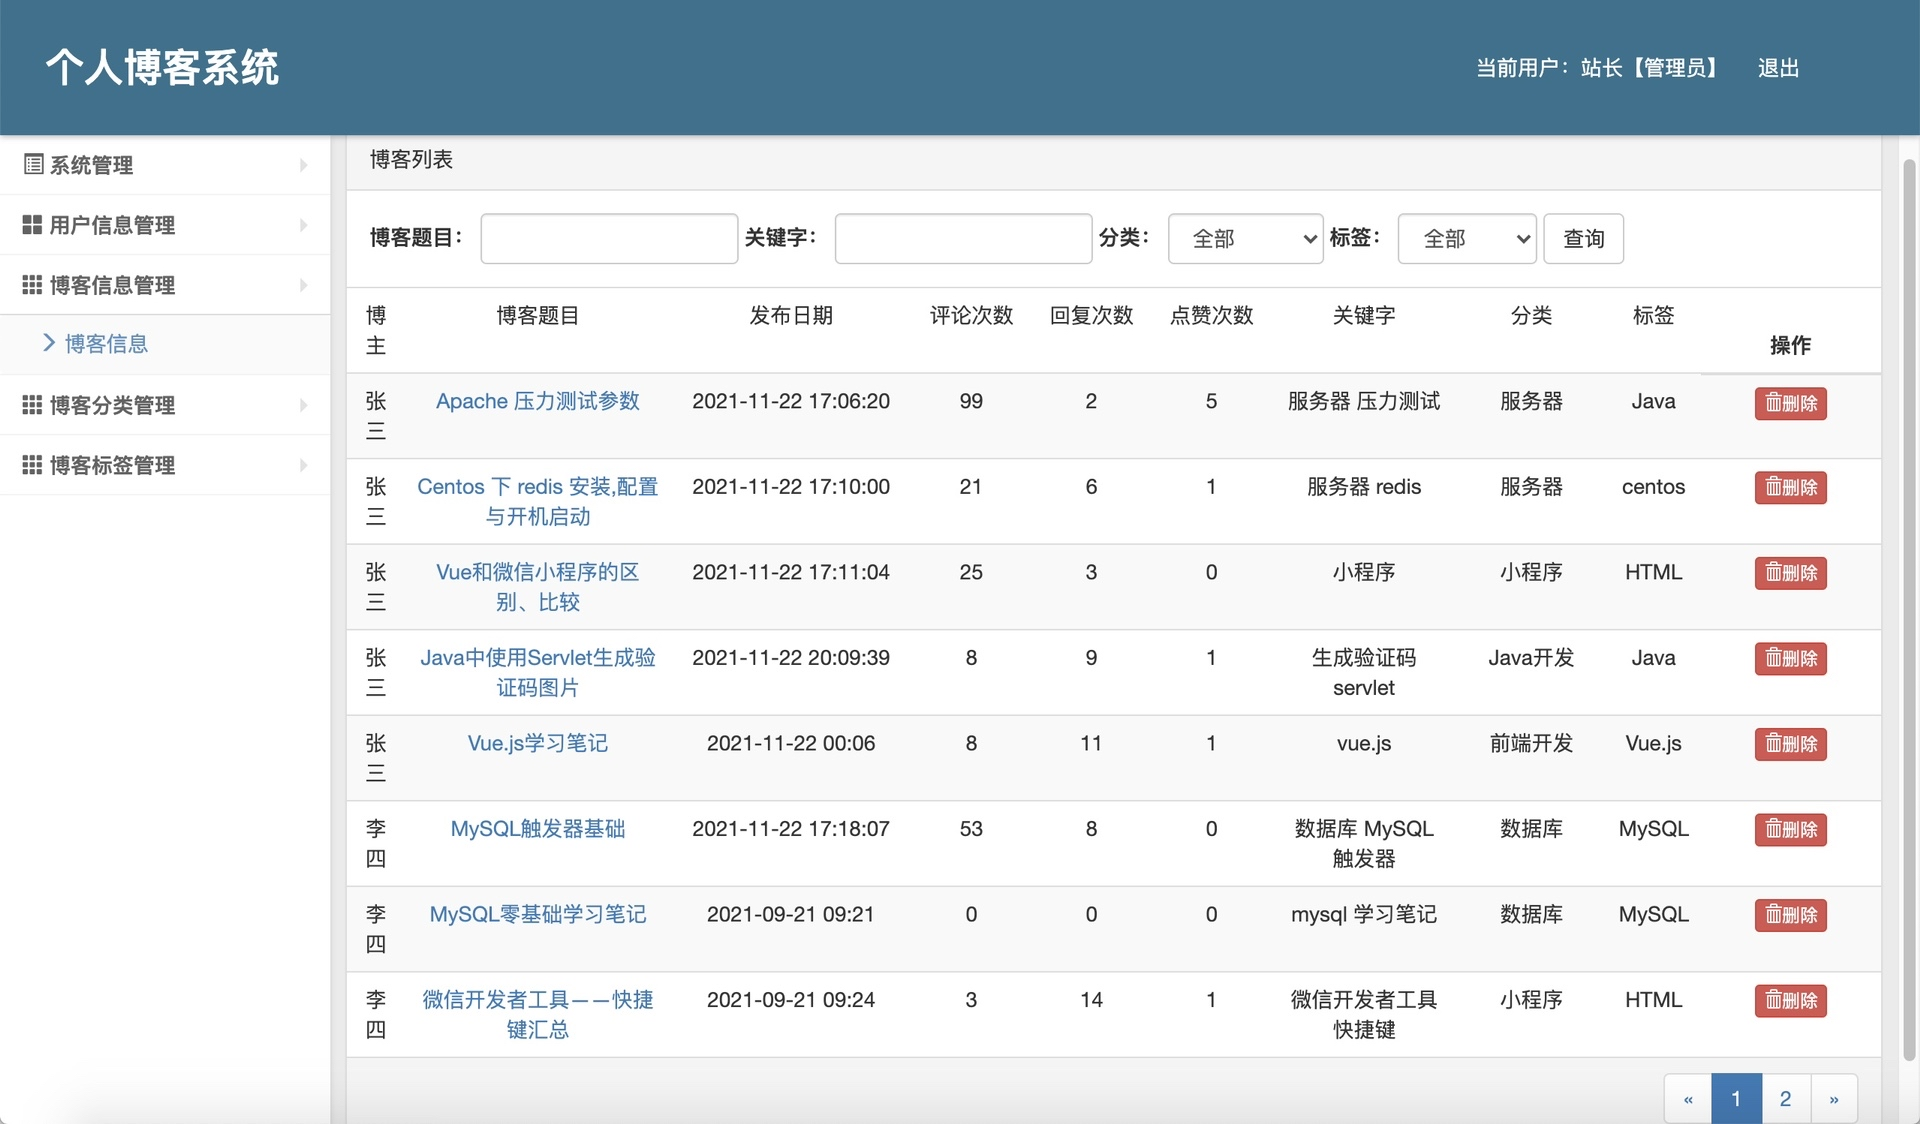 个人博客系统
当前用户：站长【管理员】 退出
系统管理
用户信息管理
博客信息管理
博客信息
博客分类管理
博客标签管理
博客列表
博客题目： 关键字： 分类： 全部 标签： 全部 查询
博主 博客题目 发布日期 评论次数 回复次数 点赞次数 关键字 分类 标签 操作
张三 Apache 压力测试参数 2021-11-22 17:06:20 99 2 5 服务器 压力测试 服务器 Java 删除
张三 Centos 下 redis 安装,配置与开机启动 2021-11-22 17:10:00 21 6 1 服务器 redis 服务器 centos 删除
张三 Vue和微信小程序的区别、比较 2021-11-22 17:11:04 25 3 0 小程序 小程序 HTML 删除
张三 Java中使用Servlet生成验证码图片 2021-11-22 20:09:39 8 9 1 生成验证码 servlet Java开发 Java 删除
张三 Vue.js学习笔记 2021-11-22 00:06 8 11 1 vue.js 前端开发 Vue.js 删除
李四 MySQL触发器基础 2021-11-22 17:18:07 53 8 0 数据库 MySQL 触发器 数据库 MySQL 删除
李四 MySQL零基础学习笔记 2021-09-21 09:21 0 0 0 mysql 学习笔记 数据库 MySQL 删除
李四 微信开发者工具——快捷键汇总 2021-09-21 09:24 3 14 1 微信开发者工具 快捷键 小程序 HTML 删除
« 1 2 »